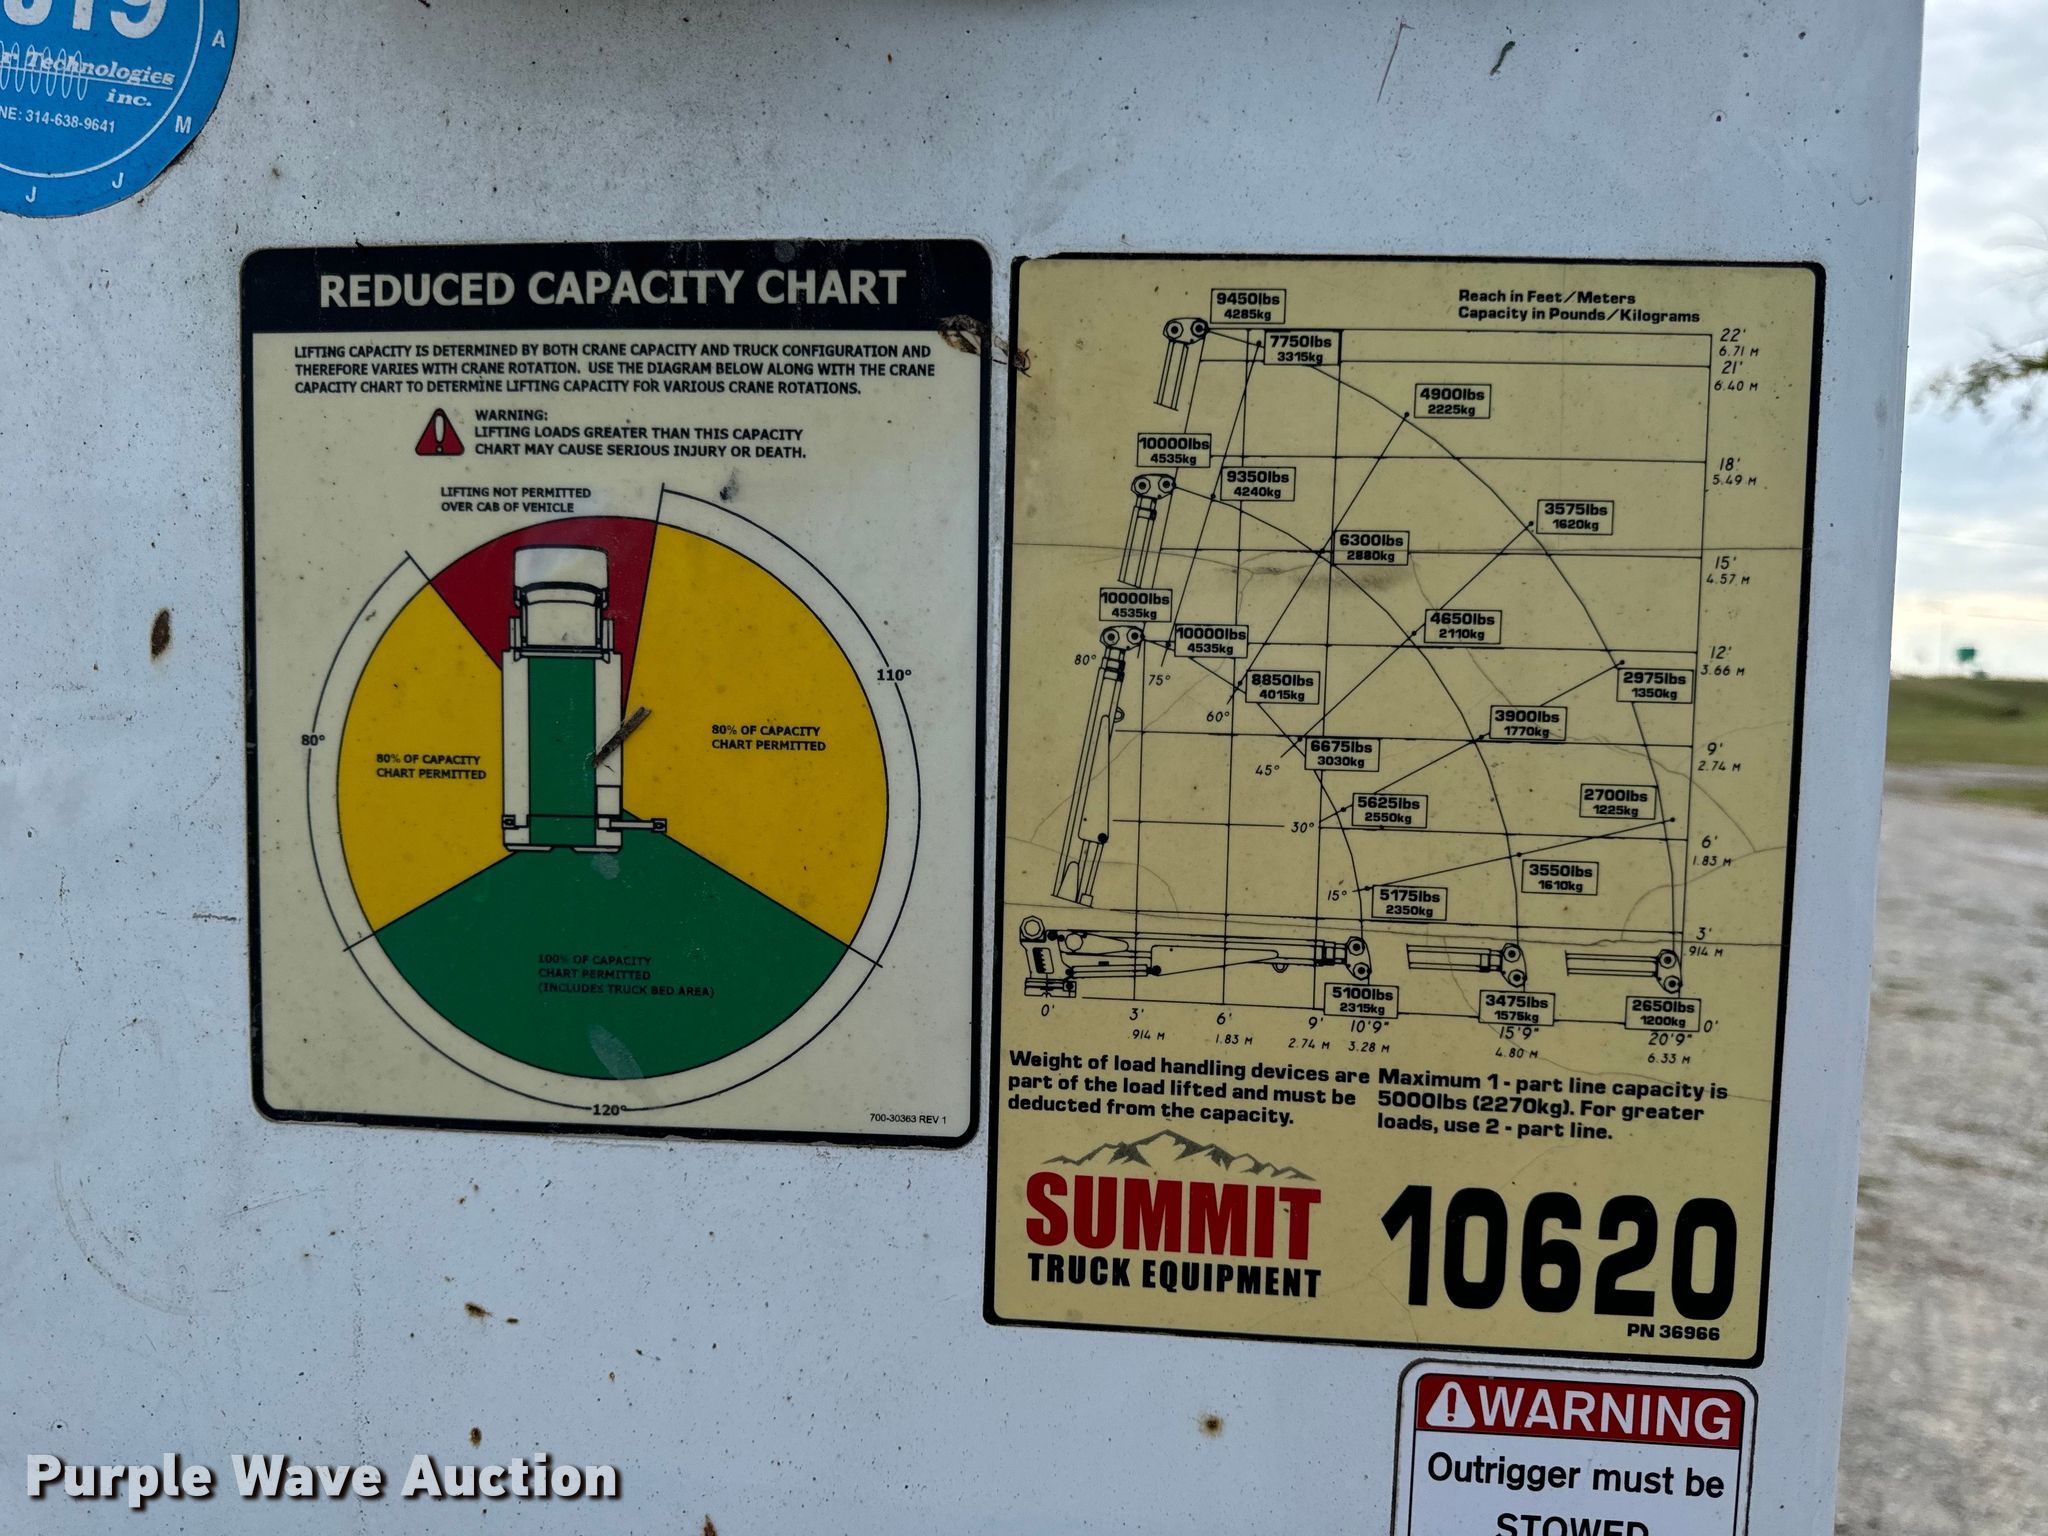 A
Technologies
inc.
314-638-9641
M
J
J
REDUCED CAPACITY CHART
LIFTING CAPACITY IS DETERMINED BY BOTH CRANE CAPACITY AND TRUCK CONFIGURATION AND
THEREFORE VARIES WITH CRANE ROTATION. USE THE DIAGRAM BELOW ALONG WITH THE CRANE
CAPACITY CHART TO DETERMINE LIFTING CAPACITY FOR VARIOUS CRANE ROTATIONS.
WARNING:
LIFTING LOADS GREATER THAN THIS CAPACITY
CHART MAY CAUSE SERIOUS INJURY OR DEATH.
LIFTING NOT PERMITTED
OVER CAB OF VEHICLE
110°
80°
80% OF CAPACITY
CHART PERMITTED
80% OF CAPACITY
CHART PERMITTED
100% OF CAPACITY
CHART PERMITTED
(INCLUDES TRUCK BED AREA)
120°
700-30363 REV 1
Reach in Feet/Meters
Capacity in Pounds/Kilograms
9450lbs
4285kg
7750lbs
3315kg
22'
6.71 M
21'
6.40 M
4900lbs
2225kg
10000lbs
4535kg
18'
5.49 M
9350lbs
4240kg
3575lbs
1620kg
6300lbs
2880kg
15'
4.57 M
10000lbs
4535kg
10000lbs
4535kg
4650lbs
2110kg
80°
75°
12'
3.66 M
8850lbs
4015kg
2975lbs
1350kg
60°
3900lbs
1770kg
6675lbs
3030kg
45°
9'
2.74 M
5625lbs
2550kg
2700lbs
1225kg
30°
6'
1.83 M
3550lbs
1610kg
15°
5175lbs
2350kg
3'
.914 M
5100lbs
2315kg
3475lbs
1575kg
2650lbs
1200kg
0'
0'
3'
.914 M
6'
1.83 M
9'
2.74 M
10'9"
3.28 M
15'9"
4.80 M
20'9"
6.33 M
Weight of load handling devices are
part of the load lifted and must be
deducted from the capacity.
Maximum 1 - part line capacity is
5000lbs (2270kg). For greater
loads, use 2 - part line.
SUMMIT
TRUCK EQUIPMENT
10620
PN 36966
WARNING
Outrigger must be
STOWED
Purple Wave Auction